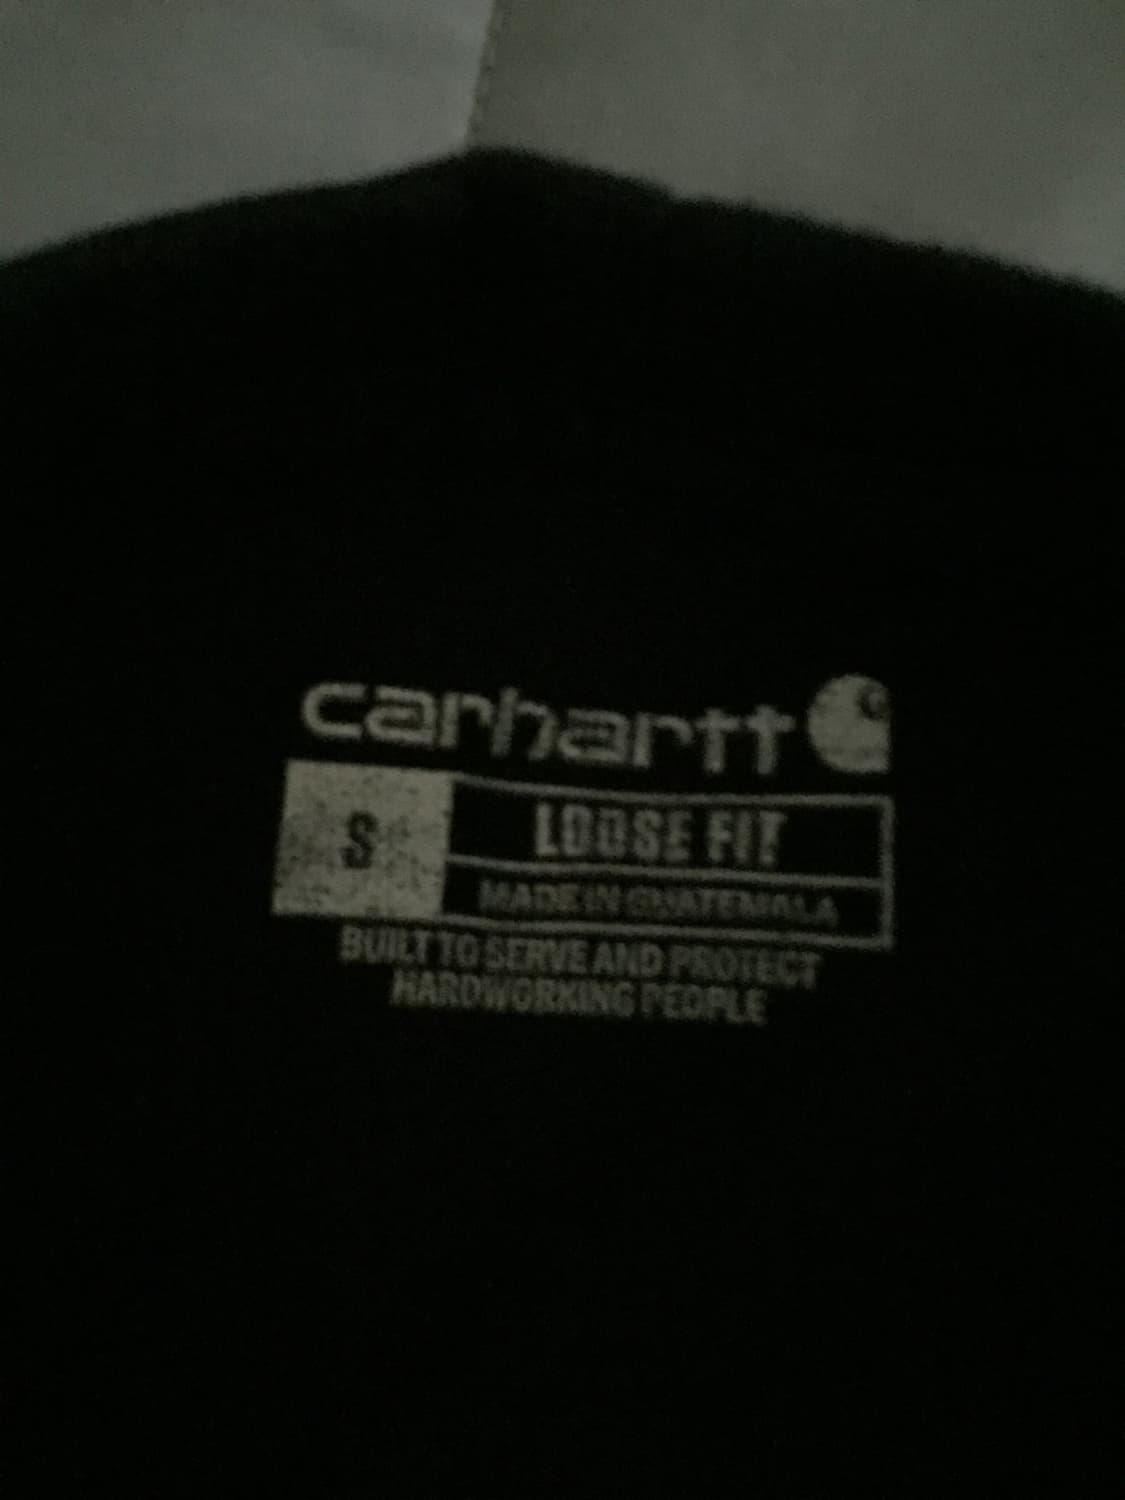 carhartt
S
LOOSE FIT
MADE IN GUATEMALA
BUILT TO SERVE AND PROTECT
HARDWORKING PEOPLE